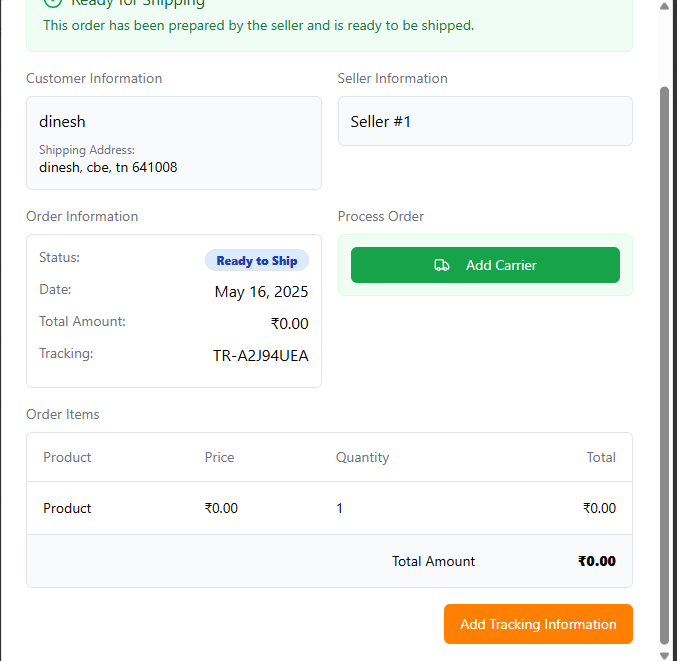 Ready for Shipping
This order has been prepared by the seller and is ready to be shipped.
Customer Information
Seller Information
dinesh
Shipping Address:
dinesh, cbe, tn 641008
Seller #1
Order Information
Process Order
Status: Ready to Ship
Date: May 16, 2025
Total Amount: ₹0.00
Tracking: TR-A2J94UEA
Add Carrier
Order Items
Product Price Quantity Total
Product ₹0.00 1 ₹0.00
Total Amount ₹0.00
Add Tracking Information